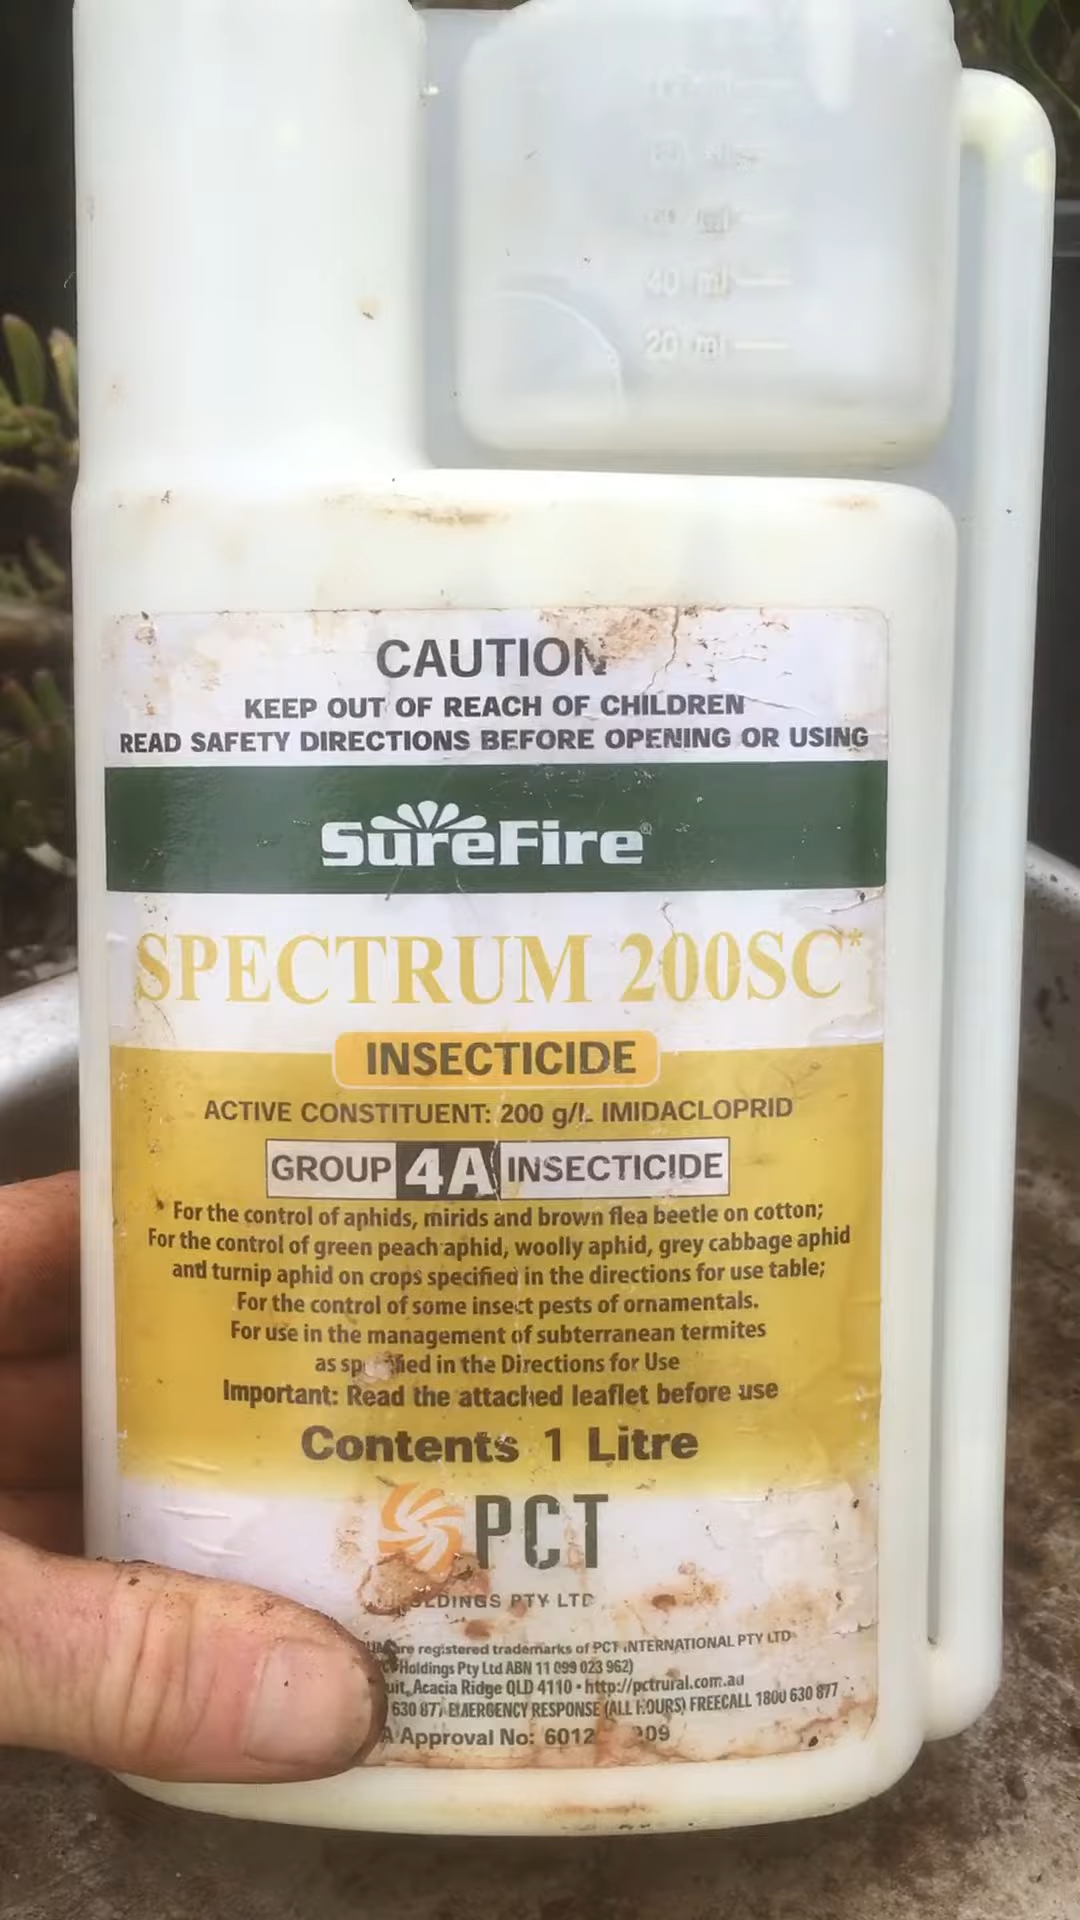 40 ml
20 ml
CAUTION
KEEP OUT OF REACH OF CHILDREN
READ SAFETY DIRECTIONS BEFORE OPENING OR USING
SureFire®
SPECTRUM 200SC*
INSECTICIDE
ACTIVE CONSTITUENT: 200 g/L IMIDACLOPRID
GROUP 4A INSECTICIDE
* For the control of aphids, mirids and brown flea beetle on cotton;
For the control of green peach aphid, woolly aphid, grey cabbage aphid
and turnip aphid on crops specified in the directions for use table;
For the control of some insect pests of ornamentals.
For use in the management of subterranean termites
as specified in the Directions for Use
Important: Read the attached leaflet before use
Contents 1 Litre
PCT
PTY LTD
are registered trademarks of PCT INTERNATIONAL PTY LTD
Holdings Pty Ltd ABN 11 099 023 962)
Acacia Ridge QLD 4110 • http://pctrural.com.au
630 877 EMERGENCY RESPONSE (ALL HOURS) FREECALL 1800 630 877
Approval No: